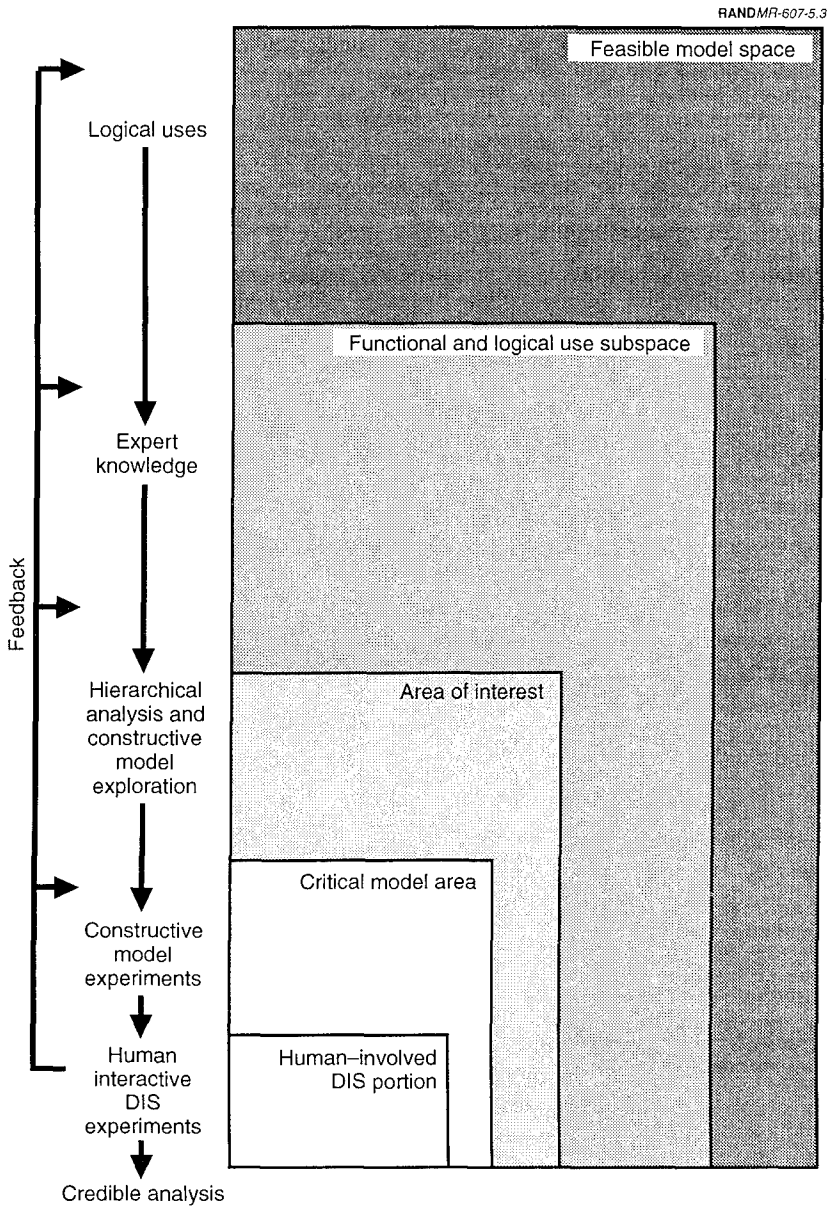 RAND MR-607-5.3
Feasible model space
Logical uses
Functional and logical use subspace
Expert
knowledge
Feedback
Hierarchical
analysis and
constructive
model
exploration
Area of interest
Critical model area
Constructive
model
experiments
Human
interactive
DIS
experiments
Human–involved
DIS portion
Credible analysis